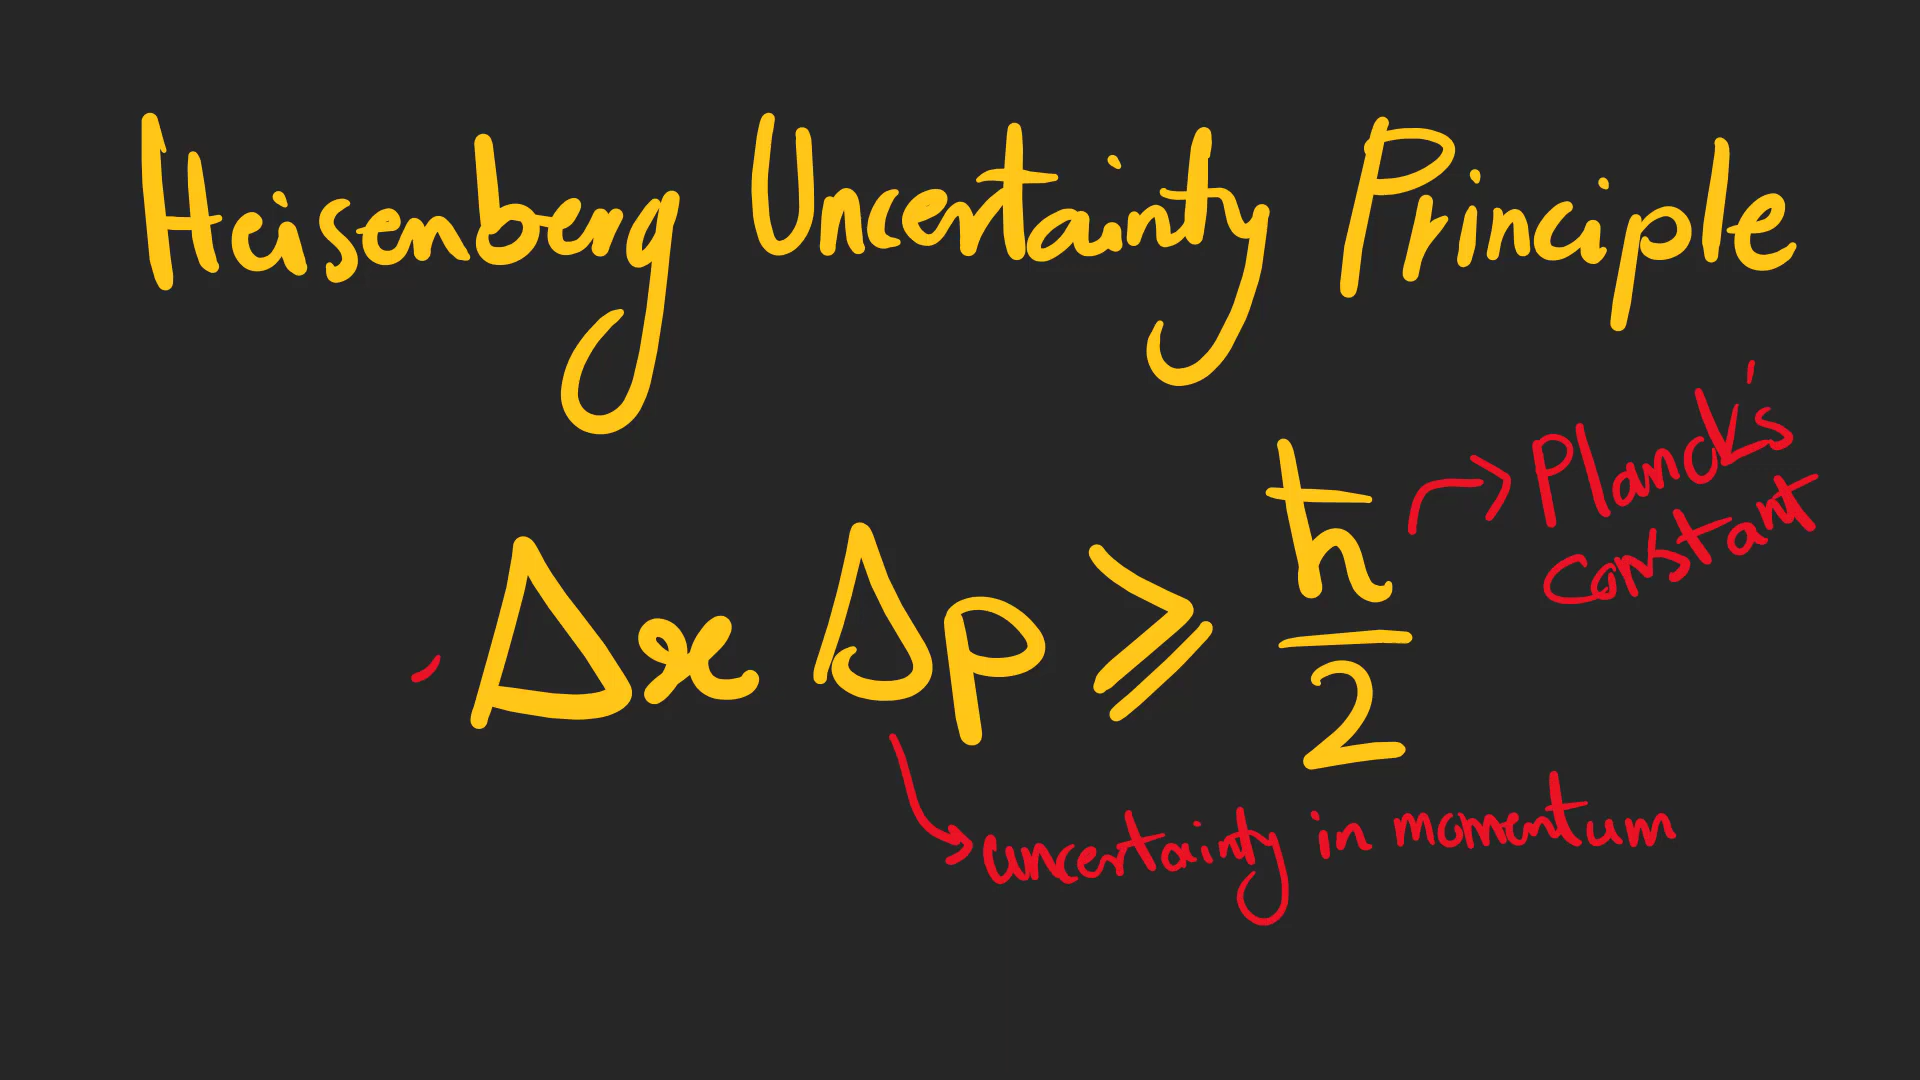 Heisenberg Uncertainty Principle
Δx Δp ≥ ħ/2
Planck's
constant
uncertainty in momentum